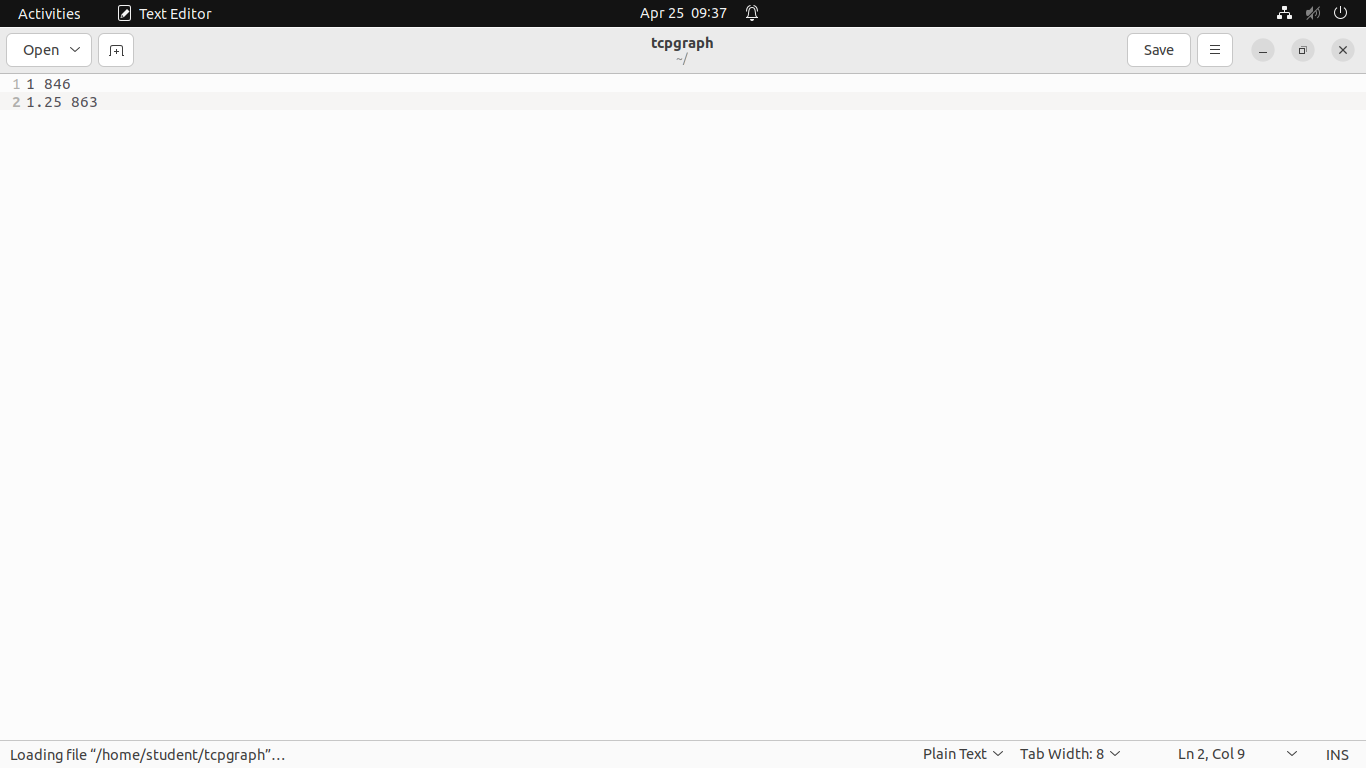 Activities Text Editor Apr 25 09:37
Open tcpgraph Save
~/
1 1 846
2 1.25 863
Loading file “/home/student/tcpgraph”… Plain Text Tab Width: 8 Ln 2, Col 9 INS